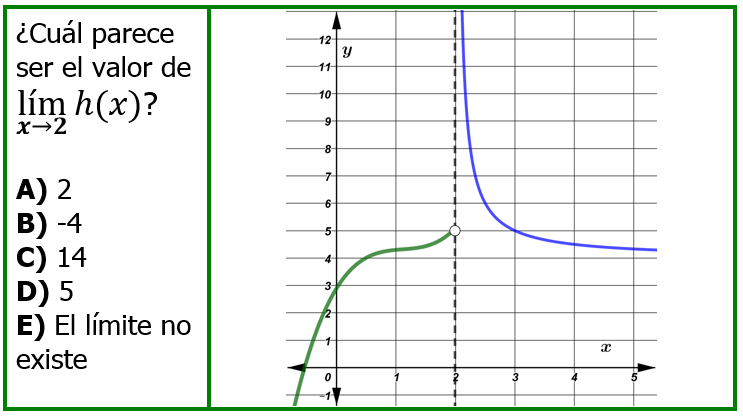 ¿Cuál parece
ser el valor de
lím h(x)?
x→2
A) 2
B) -4
C) 14
D) 5
E) El límite no
existe
y
12
11
10
9
8
7
6
5
4
3
2
1
x
0 1 2 3 4 5
−1